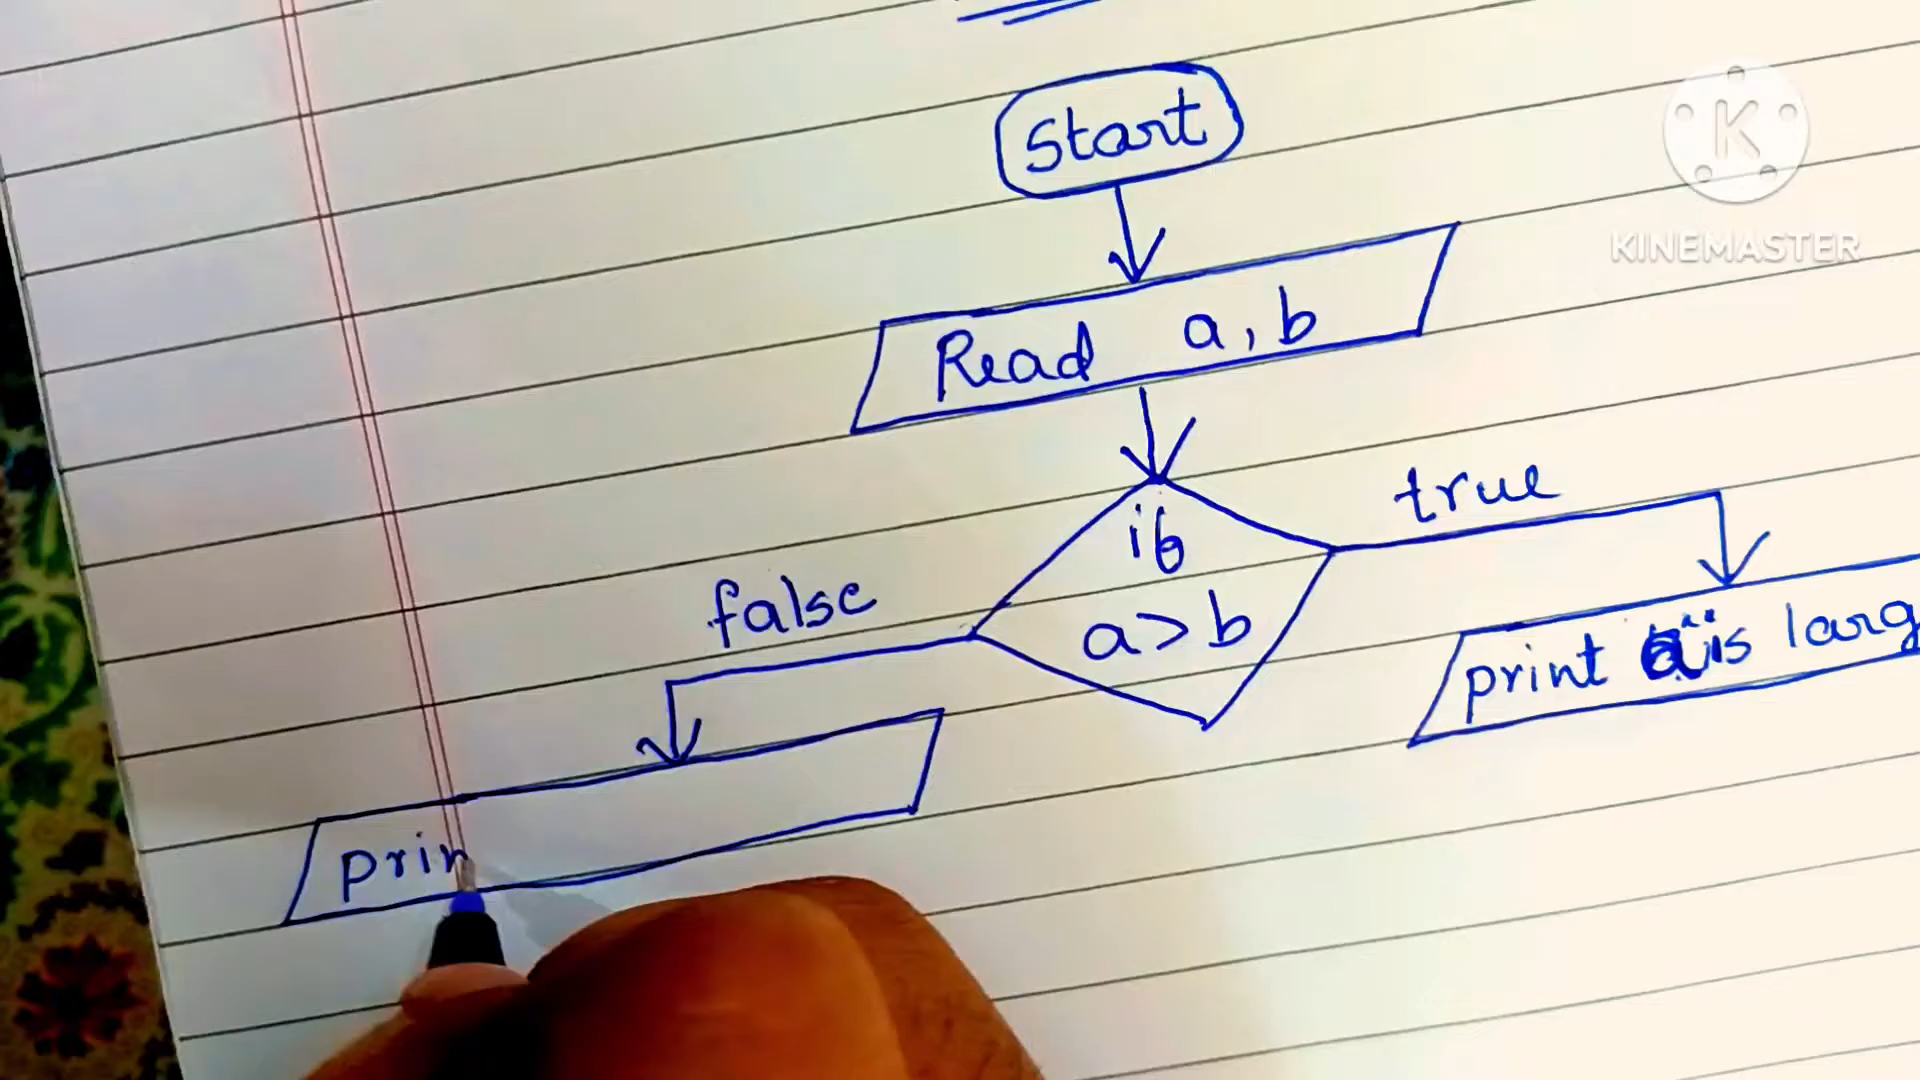 Start
Read a, b
if
a > b
true
false
print a is larg
prin
KINEMASTER